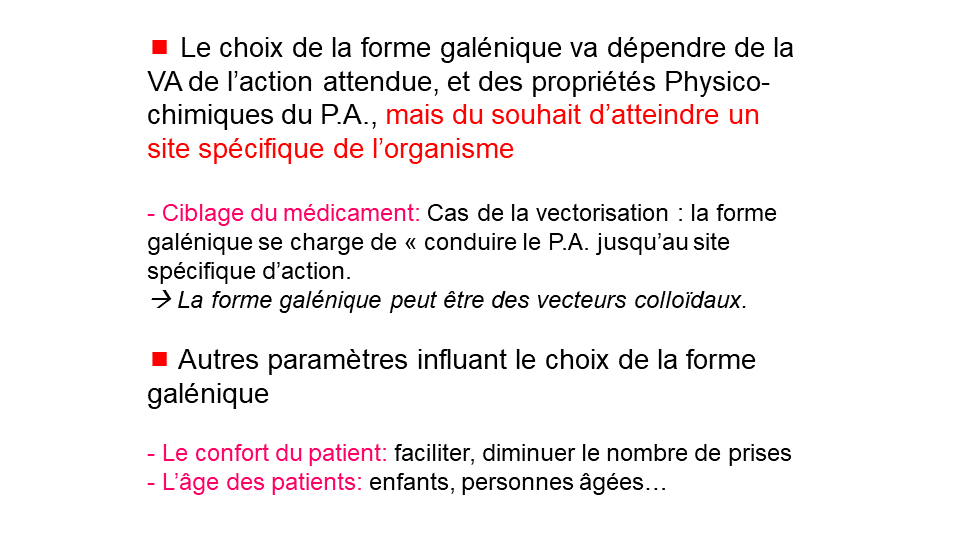 ■ Le choix de la forme galénique va dépendre de la
VA de l’action attendue, et des propriétés Physico-
chimiques du P.A., mais du souhait d’atteindre un
site spécifique de l’organisme
- Ciblage du médicament: Cas de la vectorisation : la forme
galénique se charge de « conduire le P.A. jusqu’au site
spécifique d’action.
→ La forme galénique peut être des vecteurs colloïdaux.
■ Autres paramètres influant le choix de la forme
galénique
- Le confort du patient: faciliter, diminuer le nombre de prises
- L’âge des patients: enfants, personnes âgées…